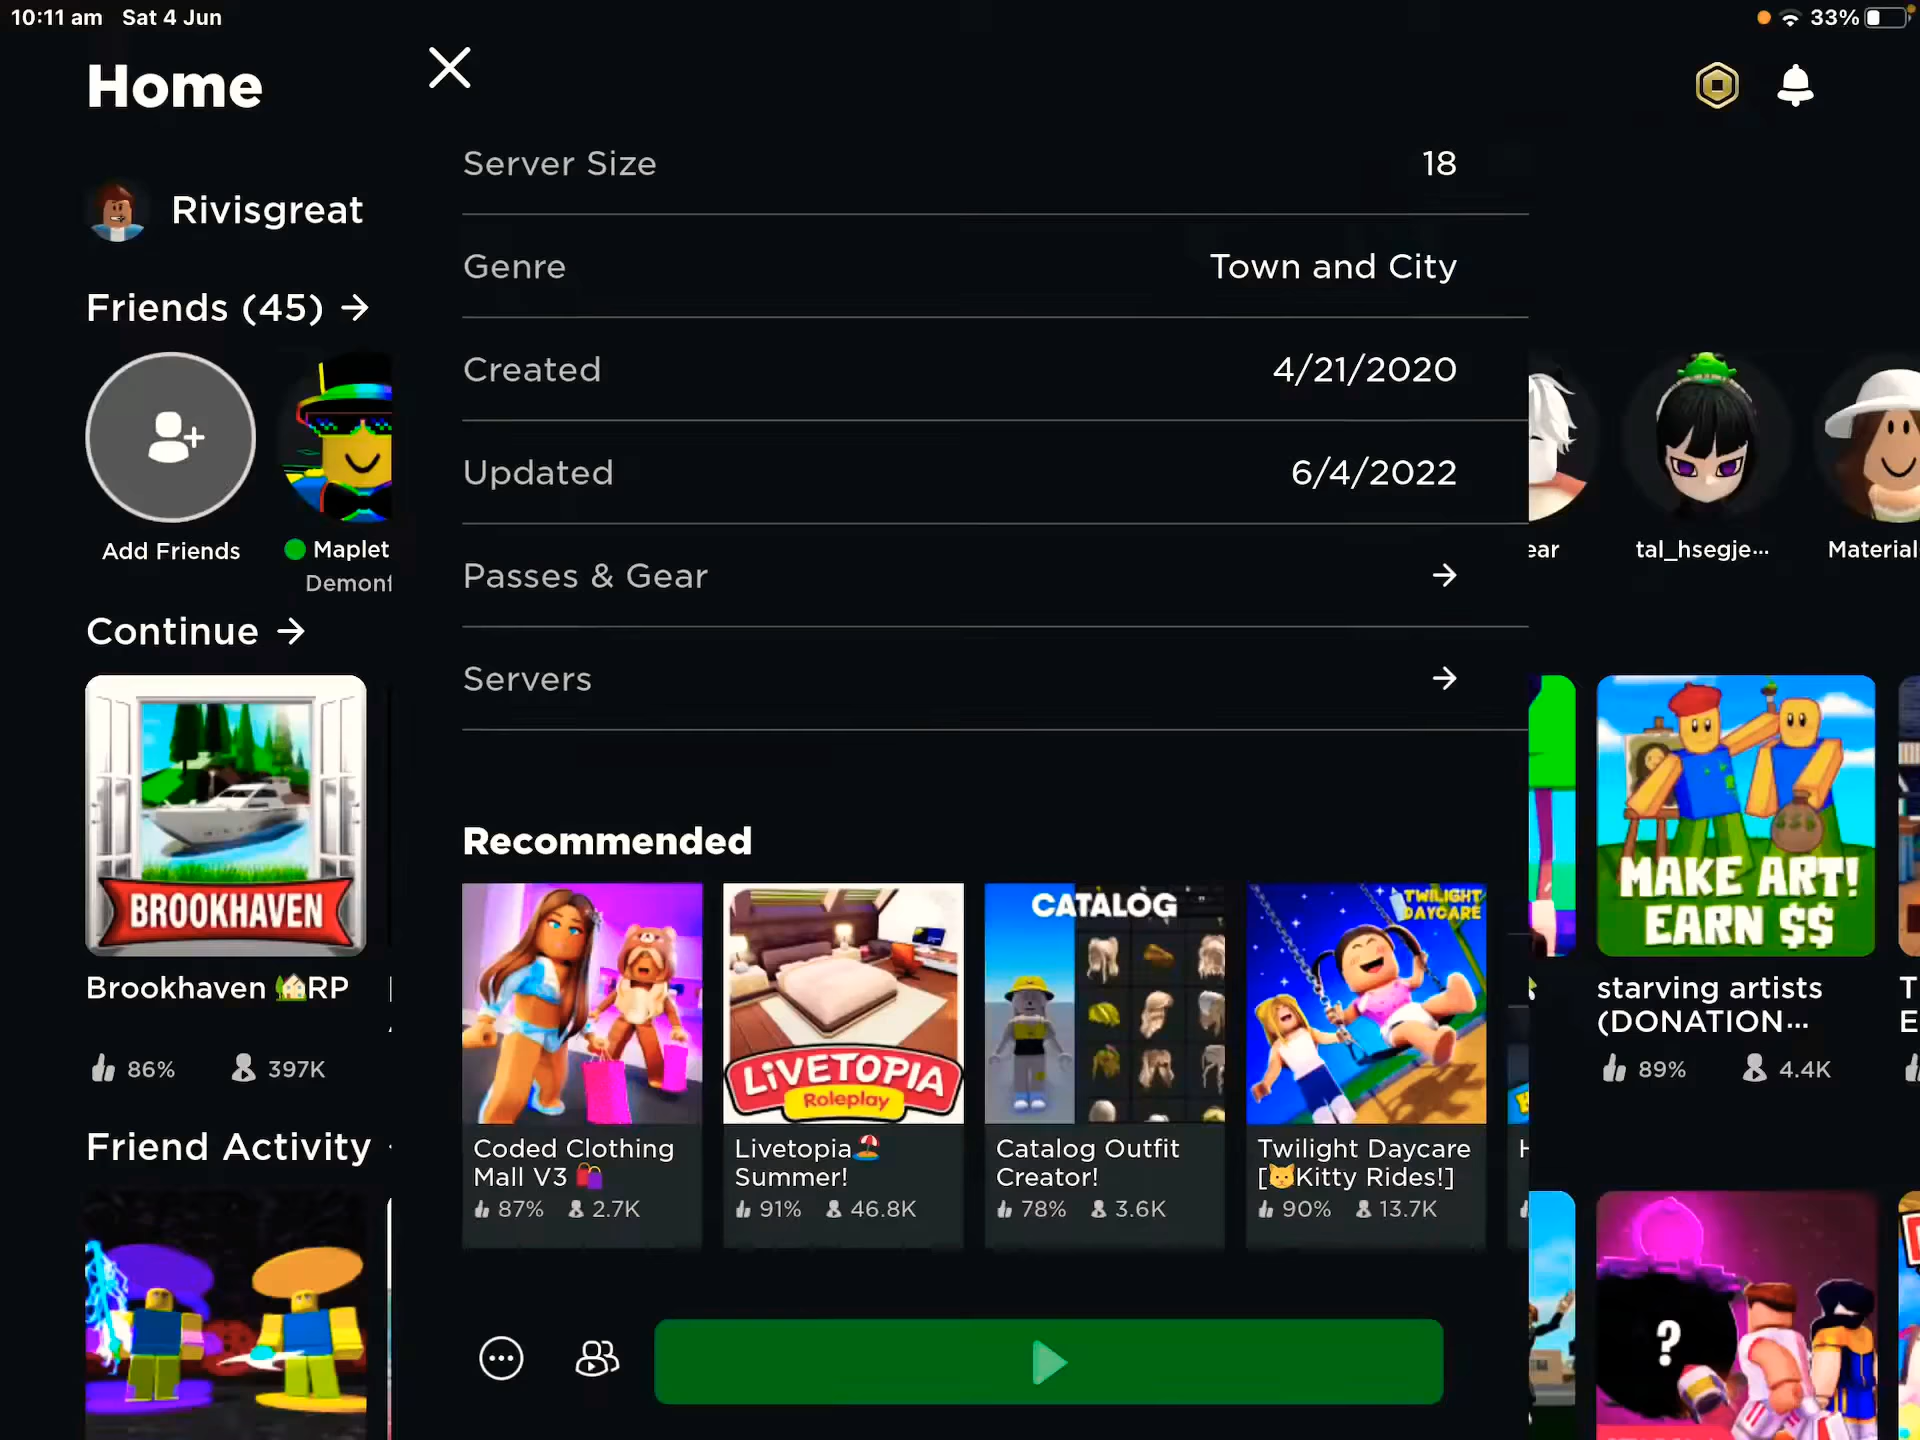 10:11 am Sat 4 Jun
33%
Home
Rivisgreat
Friends (45)
Add Friends
Maplet
Continue
BROOKHAVEN
Brookhaven RP
86% 397K
Friend Activity
Server Size 18
Genre Town and City
Created 4/21/2020
Updated 6/4/2022
Passes & Gear
Servers
Recommended
Coded Clothing
Mall V3
87% 2.7K
LIVETOPIA
Roleplay
Livetopia
Summer!
91% 46.8K
CATALOG
Catalog Outfit
Creator!
78% 3.6K
TWILIGHT
DAYCARE
Twilight Daycare
[Kitty Rides!]
90% 13.7K
ear
tal_hsegje...
Material
MAKE ART!
EARN $$
starving artists
(DONATION...
89% 4.4K
?